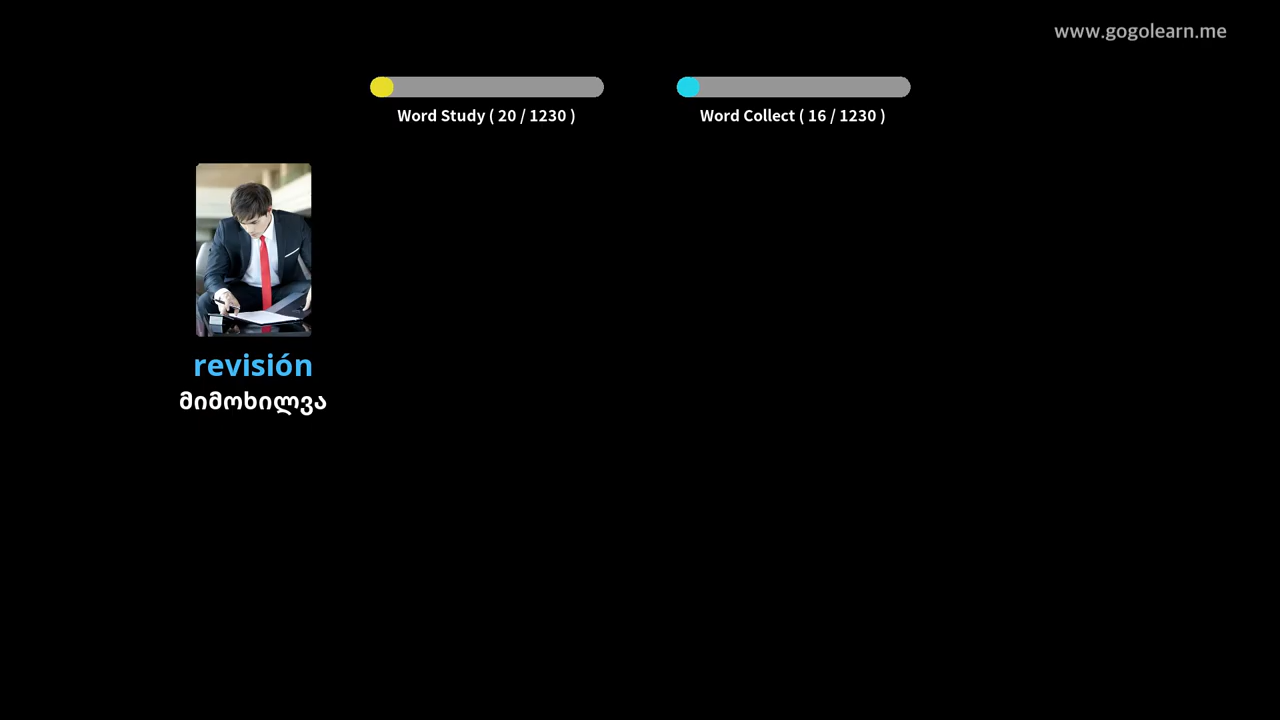 www.gogolearn.me
Word Study ( 20 / 1230 )
Word Collect ( 16 / 1230 )
revisión
მიმოხილვა